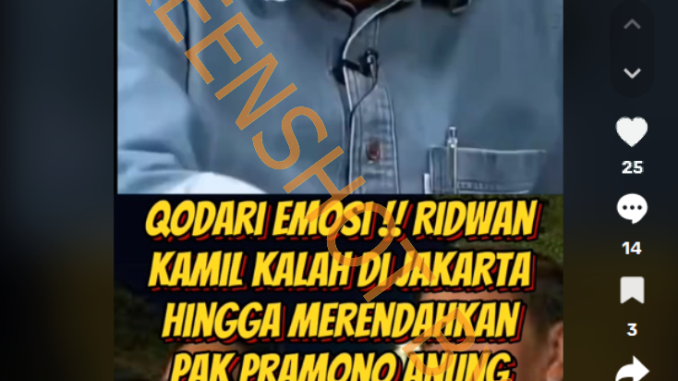 QODARI EMOSI !! RIDWAN
KAMIL KALAH DI JAKARTA
HINGGA MERENDAHKAN
PAK PRAMONO ANUNG
25
14
3